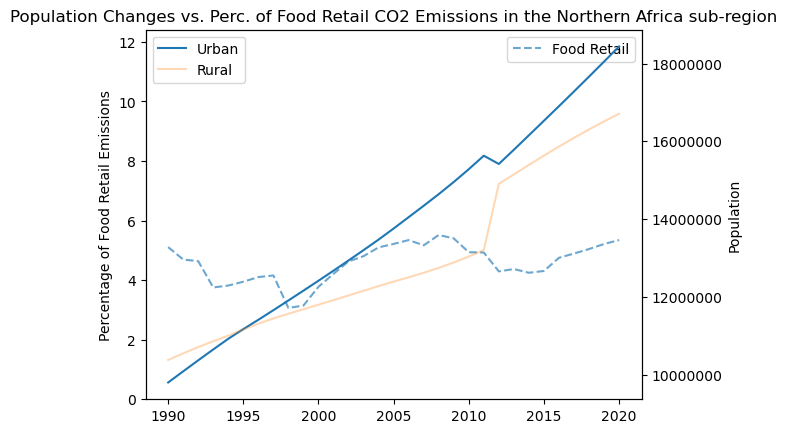 Population Changes vs. Perc. of Food Retail CO2 Emissions in the Northern Africa sub-region
Urban
Rural
Food Retail
Percentage of Food Retail Emissions
12
10
8
6
4
2
0
18000000
16000000
14000000
12000000
10000000
Population
1990 1995 2000 2005 2010 2015 2020